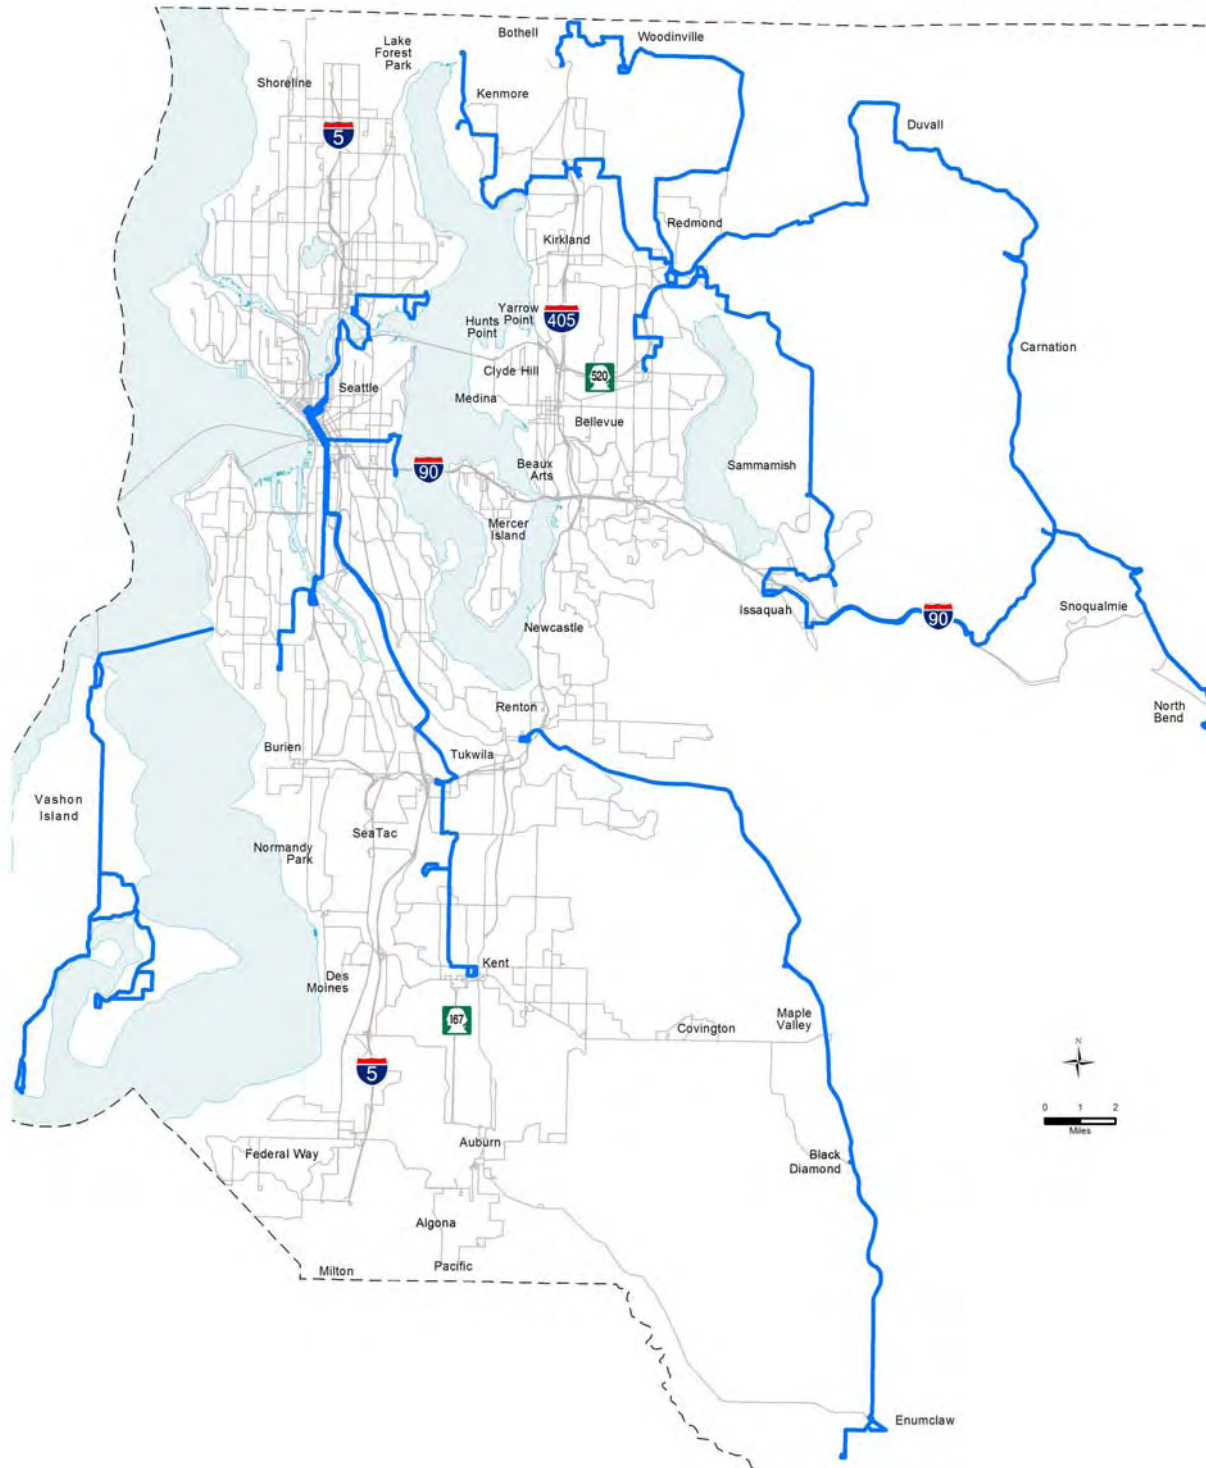 Bothell
Woodinville
Lake
Forest
Park
Shoreline
Kenmore
5
Duvall
Redmond
Kirkland
Yarrow
Point
Hunts
Point
405
Carnation
Clyde Hill
520
Seattle
Medina
Bellevue
Beaux
Arts
90
Sammamish
Mercer
Island
Issaquah
90
Snoqualmie
Newcastle
North
Bend
Renton
Burien
Tukwila
Vashon
Island
SeaTac
Normandy
Park
Kent
Des
Moines
167
Covington
Maple
Valley
N
5
0 1 2
Miles
Auburn
Federal Way
Black
Diamond
Algona
Pacific
Milton
Enumclaw